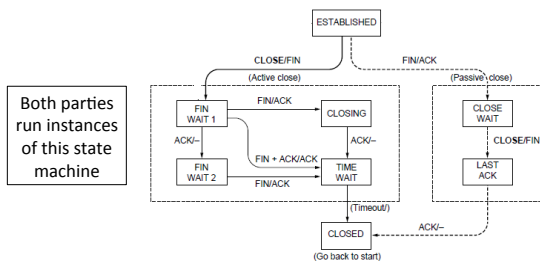 ESTABLISHED
CLOSE/FIN
FIN/ACK
(Active close)
(Passive close)
Both parties
run instances
of this state
machine
FIN
WAIT 1
FIN/ACK
CLOSING
CLOSE
WAIT
ACK/–
ACK/–
FIN + ACK/ACK
CLOSE/FIN
FIN
WAIT 2
FIN/ACK
TIME
WAIT
LAST
ACK
(Timeout/)
CLOSED
ACK/–
(Go back to start)